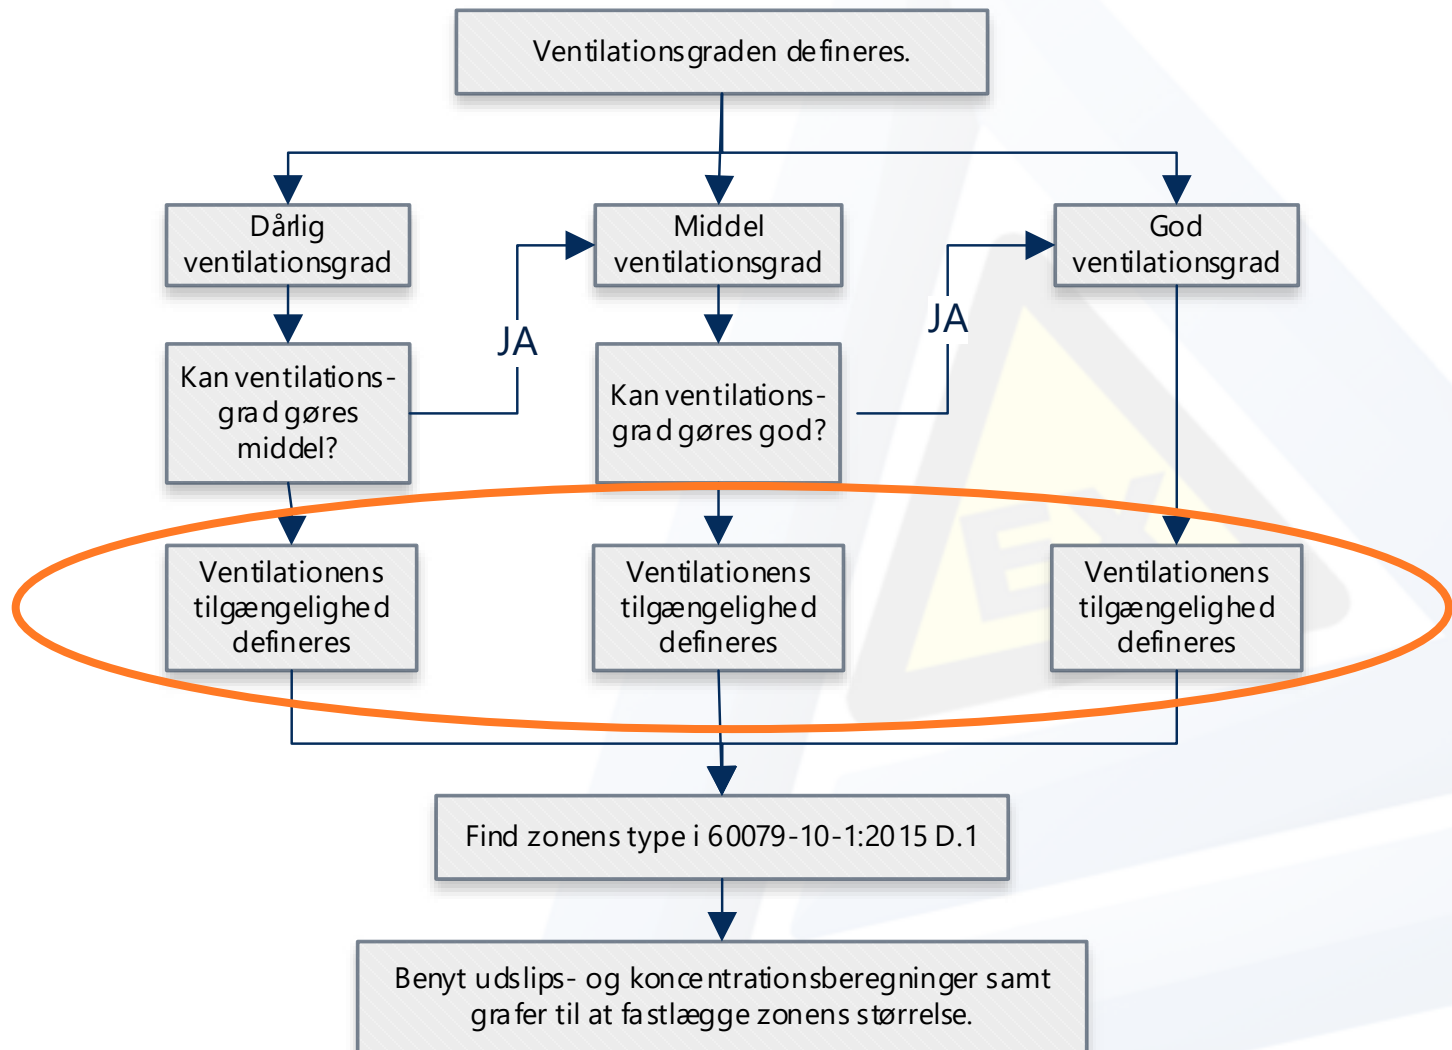 Ventilationsgraden defineres.
Dårlig
ventilationsgrad
Middel
ventilationsgrad
God
ventilationsgrad
JA
JA
Kan ventilations-
grad gøres
middel?
Kan ventilations-
grad gøres god?
Ventilationens
tilgængelighed
defineres
Ventilationens
tilgængelighed
defineres
Ventilationens
tilgængelighed
defineres
EX
Find zonens type i 60079-10-1:2015 D.1
Benyt udslips- og koncentrationsberegninger samt
grafer til at fastlægge zonens størrelse.